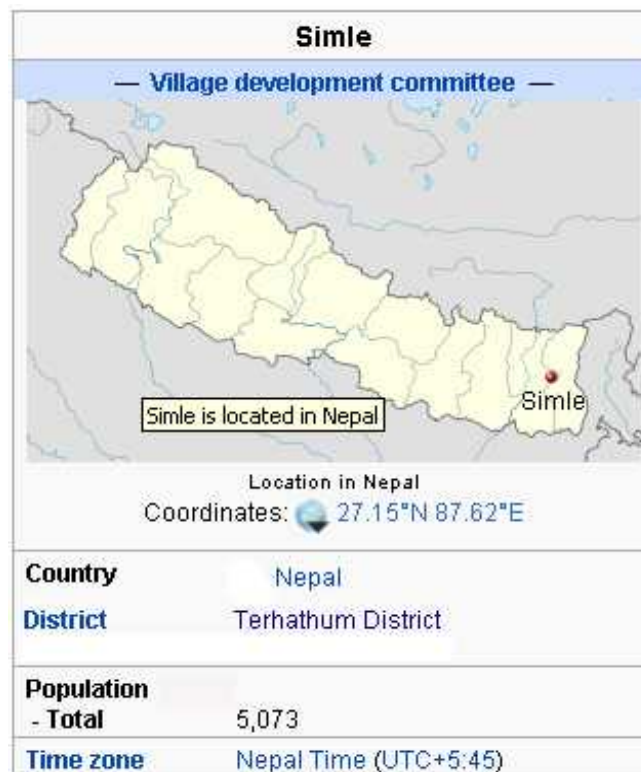 Simle
— Village development committee —
Simle
Simle is located in Nepal
Location in Nepal
Coordinates: 27.15°N 87.62°E
Country Nepal
District Terhathum District
Population
- Total 5,073
Time zone Nepal Time (UTC+5:45)